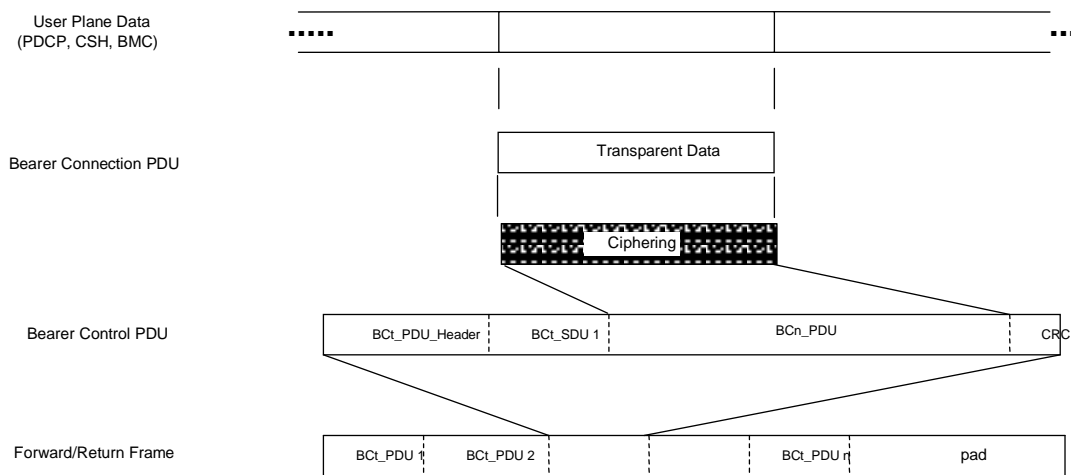 User Plane Data
(PDCP, CSH, BMC)
Bearer Connection PDU
Transparent Data
Ciphering
Bearer Control PDU
BCt_PDU_Header
BCt_SDU 1
BCn_PDU
CRC
Forward/Return Frame
BCt_PDU 1
BCt_PDU 2
BCt_PDU n
pad